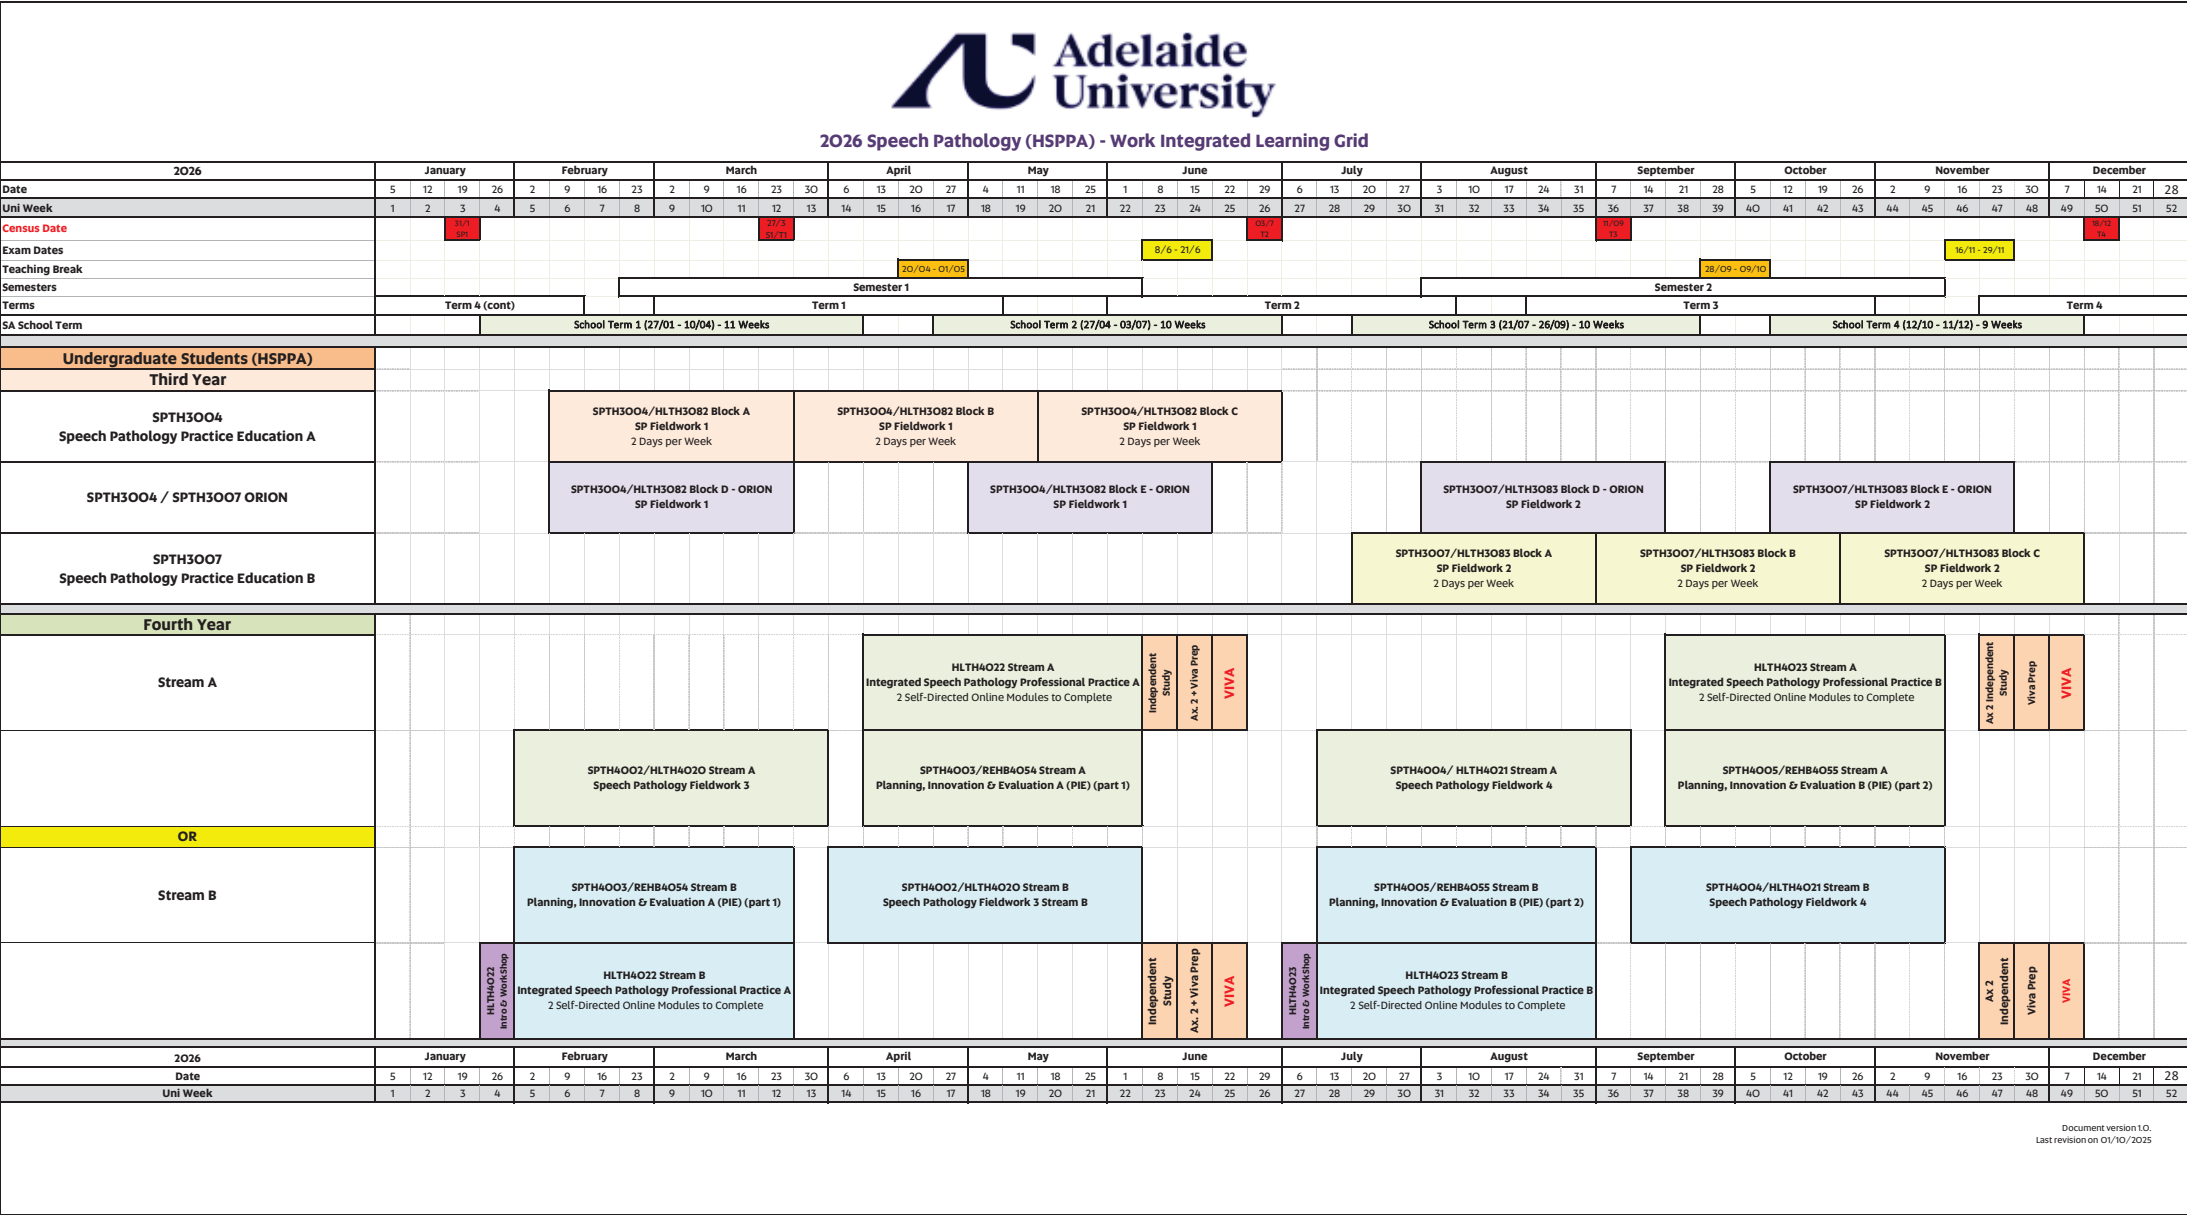 Adelaide
University
2026 Speech Pathology (HSPPA) - Work Integrated Learning Grid
2026 January February March April May June July August September October November December
Date 5 12 19 26 2 9 16 23 2 9 16 23 30 6 13 20 27 4 11 18 25 1 8 15 22 29 6 13 20 27 3 10 17 24 31 7 14 21 28 5 12 19 26 2 9 16 23 30 7 14 21 28
Uni Week 1 2 3 4 5 6 7 8 9 10 11 12 13 14 15 16 17 18 19 20 21 22 23 24 25 26 27 28 29 30 31 32 33 34 35 36 37 38 39 40 41 42 43 44 45 46 47 48 49 50 51 52
Census Date 31/1 27/3 03/7 11/09 18/12
SP1 S1/T1 T2 T3 T4
Exam Dates 8/6 - 21/6 16/11 - 29/11
Teaching Break 20/04 - 01/05 28/09 - 09/10
Semesters Semester 1 Semester 2
Terms Term 4 (cont) Term 1 Term 2 Term 3 Term 4
SA School Term School Term 1 (27/01 - 10/04) - 11 Weeks School Term 2 (27/04 - 03/07) - 10 Weeks School Term 3 (21/07 - 26/09) - 10 Weeks School Term 4 (12/10 - 11/12) - 9 Weeks
Undergraduate Students (HSPPA)
Third Year
SPTH3004
Speech Pathology Practice Education A
SPTH3004/HLTH3082 Block A
SP Fieldwork 1
2 Days per Week
SPTH3004/HLTH3082 Block B
SP Fieldwork 1
2 Days per Week
SPTH3004/HLTH3082 Block C
SP Fieldwork 1
2 Days per Week
SPTH3004 / SPTH3007 ORION
SPTH3004/HLTH3082 Block D - ORION
SP Fieldwork 1
SPTH3004/HLTH3082 Block E - ORION
SP Fieldwork 1
SPTH3007/HLTH3083 Block D - ORION
SP Fieldwork 2
SPTH3007/HLTH3083 Block E - ORION
SP Fieldwork 2
SPTH3007
Speech Pathology Practice Education B
SPTH3007/HLTH3083 Block A
SP Fieldwork 2
2 Days per Week
SPTH3007/HLTH3083 Block B
SP Fieldwork 2
2 Days per Week
SPTH3007/HLTH3083 Block C
SP Fieldwork 2
2 Days per Week
Fourth Year
Stream A
HLTH4022 Stream A
Integrated Speech Pathology Professional Practice A
2 Self-Directed Online Modules to Complete
Independent
Study
Ax. 2 + Viva Prep
VIVA
HLTH4023 Stream A
Integrated Speech Pathology Professional Practice B
2 Self-Directed Online Modules to Complete
Ax 2 Independent
Study
Viva Prep
VIVA
SPTH4002/HLTH4020 Stream A
Speech Pathology Fieldwork 3
SPTH4003/REHB4054 Stream A
Planning, Innovation & Evaluation A (PIE) (part 1)
SPTH4004/ HLTH4021 Stream A
Speech Pathology Fieldwork 4
SPTH4005/REHB4055 Stream A
Planning, Innovation & Evaluation B (PIE) (part 2)
OR
Stream B
SPTH4003/REHB4054 Stream B
Planning, Innovation & Evaluation A (PIE) (part 1)
SPTH4002/HLTH4020 Stream B
Speech Pathology Fieldwork 3 Stream B
SPTH4005/REHB4055 Stream B
Planning, Innovation & Evaluation B (PIE) (part 2)
SPTH4004/HLTH4021 Stream B
Speech Pathology Fieldwork 4
HLTH4022
Intro & WorkShop
HLTH4022 Stream B
Integrated Speech Pathology Professional Practice A
2 Self-Directed Online Modules to Complete
Independent
Study
Ax. 2 + Viva Prep
VIVA
HLTH4023
Intro & WorkShop
HLTH4023 Stream B
Integrated Speech Pathology Professional Practice B
2 Self-Directed Online Modules to Complete
Ax 2
Independent
Viva Prep
VIVA
2026 January February March April May June July August September October November December
Date 5 12 19 26 2 9 16 23 2 9 16 23 30 6 13 20 27 4 11 18 25 1 8 15 22 29 6 13 20 27 3 10 17 24 31 7 14 21 28 5 12 19 26 2 9 16 23 30 7 14 21 28
Uni Week 1 2 3 4 5 6 7 8 9 10 11 12 13 14 15 16 17 18 19 20 21 22 23 24 25 26 27 28 29 30 31 32 33 34 35 36 37 38 39 40 41 42 43 44 45 46 47 48 49 50 51 52
Document version 1.0.
Last revision on 01/10/2025